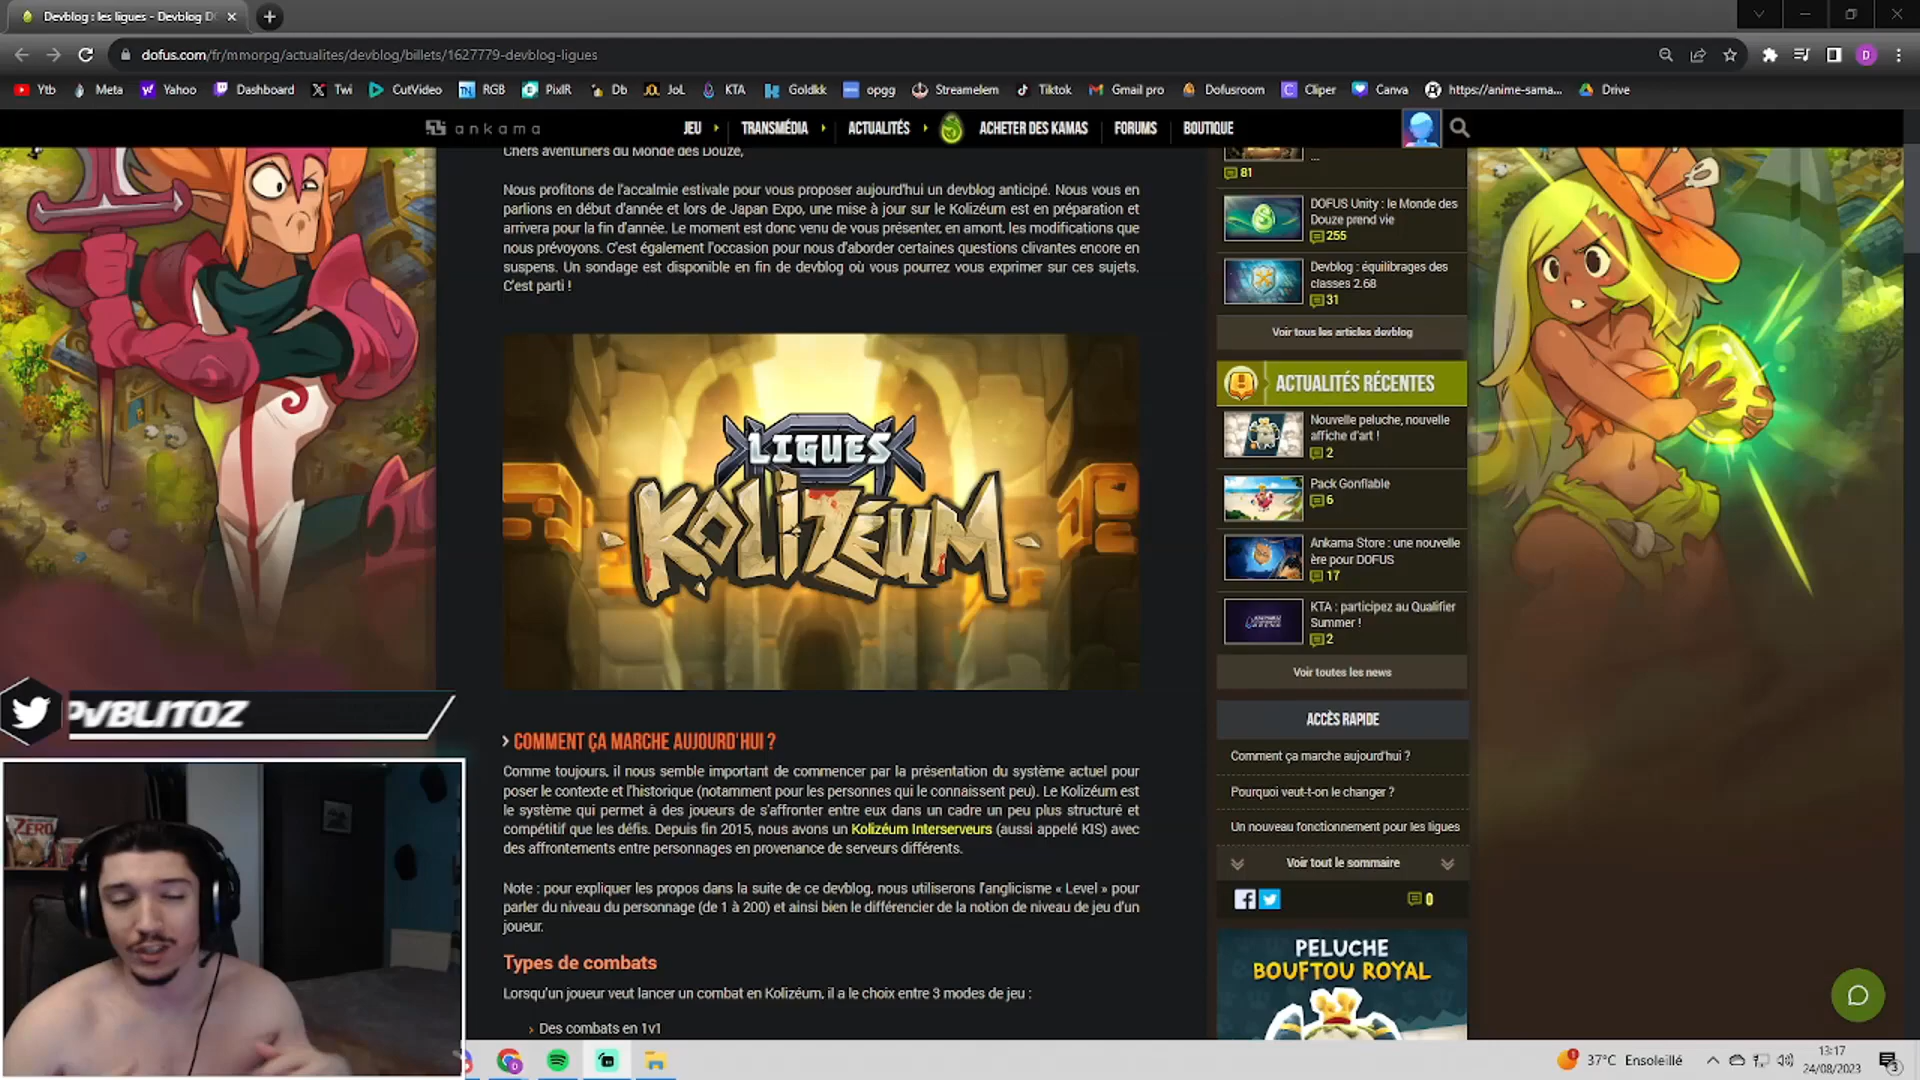 Devblog : les ligues - Devblog D
dofus.com/fr/mmorpg/actualites/devblog/billets/1627779-devblog-ligues
D
Ytb
Meta
Yahoo
Dashboard
Twi
CutVideo
RGB
PixlR
Db
JoL
KTA
Goldkk
opgg
Streamelem
Tiktok
Gmail pro
Dofusroom
Cliper
Canva
https://anime-sama...
Drive
ankama
JEU
TRANSMÉDIA
ACTUALITÉS
ACHETER DES KAMAS
FORUMS
BOUTIQUE
Chers aventuriers du Monde des Douze,
Nous profitons de l'accalmie estivale pour vous proposer aujourd'hui un devblog anticipé. Nous vous en
parlions en début d'année et lors de Japan Expo, une mise à jour sur le Kolizéum est en préparation et
arrivera pour la fin d'année. Le moment est donc venu de vous présenter, en amont, les modifications que
nous prévoyons. C'est également l'occasion pour nous d'aborder certaines questions clivantes encore en
suspens. Un sondage est disponible en fin de devblog où vous pourrez vous exprimer sur ces sujets.
C'est parti !
LIGUES
KOLIZÉUM
> COMMENT ÇA MARCHE AUJOURD'HUI ?
Comme toujours, il nous semble important de commencer par la présentation du système actuel pour
poser le contexte et l'historique (notamment pour les personnes qui le connaissent peu). Le Kolizéum est
le système qui permet à des joueurs de s'affronter entre eux dans un cadre un peu plus structuré et
compétitif que les défis. Depuis fin 2015, nous avons un Kolizéum Interserveurs (aussi appelé KIS) avec
des affrontements entre personnages en provenance de serveurs différents.
Note : pour expliquer les propos dans la suite de ce devblog, nous utiliserons l'anglicisme « Level » pour
parler du niveau du personnage (de 1 à 200) et ainsi bien le différencier de la notion de niveau de jeu d'un
joueur.
Types de combats
Lorsqu'un joueur veut lancer un combat en Kolizéum, il a le choix entre 3 modes de jeu :
> Des combats en 1v1
...
81
DOFUS Unity : le Monde des
Douze prend vie
255
Devblog : équilibrages des
classes 2.68
31
Voir tous les articles devblog
ACTUALITÉS RÉCENTES
Nouvelle peluche, nouvelle
affiche d'art !
2
Pack Gonflable
6
Ankama Store : une nouvelle
ère pour DOFUS
17
KTA : participez au Qualifier
Summer !
2
Voir toutes les news
ACCÈS RAPIDE
Comment ça marche aujourd'hui ?
Pourquoi veut-t-on le changer ?
Un nouveau fonctionnement pour les ligues
Voir tout le sommaire
0
PELUCHE
BOUFTOU ROYAL
PVBLITOZ
ZERO
1
37°C Ensoleillé
13:17
24/08/2023
3